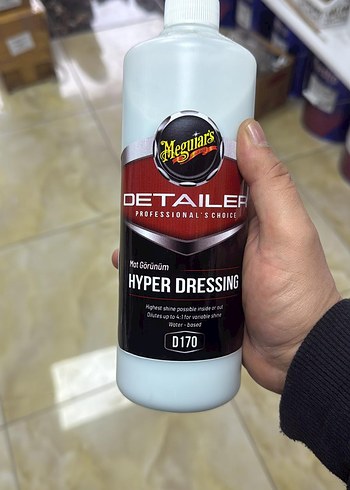 Meguiar's
DETAILER
PROFESSIONAL'S CHOICE
Mat Görünüm
HYPER DRESSING
Highest shine possible inside or out
Dilutes up to 4:1 for variable shine
Water - based
D170